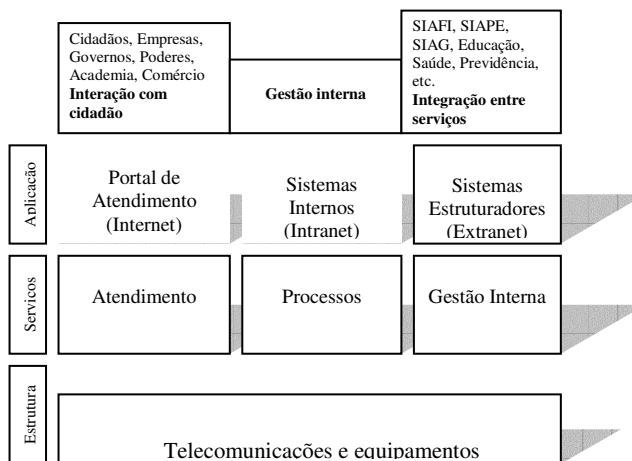 Cidadãos, Empresas,
Governos, Poderes,
Academia, Comércio
Interação com
cidadão
Gestão interna
SIAFI, SIAPE,
SIAG, Educação,
Saúde, Previdência,
etc.
Integração entre
serviços
Aplicação
Portal de
Atendimento
(Internet)
Sistemas
Internos
(Intranet)
Sistemas
Estruturadores
(Extranet)
Servicos
Atendimento
Processos
Gestão Interna
Estrutura
Telecomunicações e equipamentos